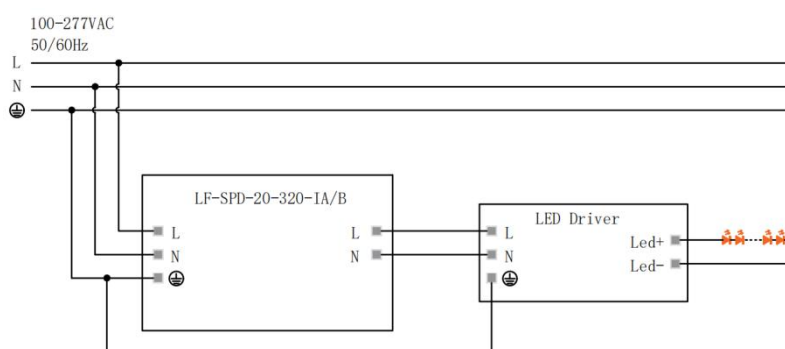 100-277VAC
50/60Hz
L
N
LF-SPD-20-320-IA/B
L
N
L
N
LED Driver
L
N
Led+
Led-